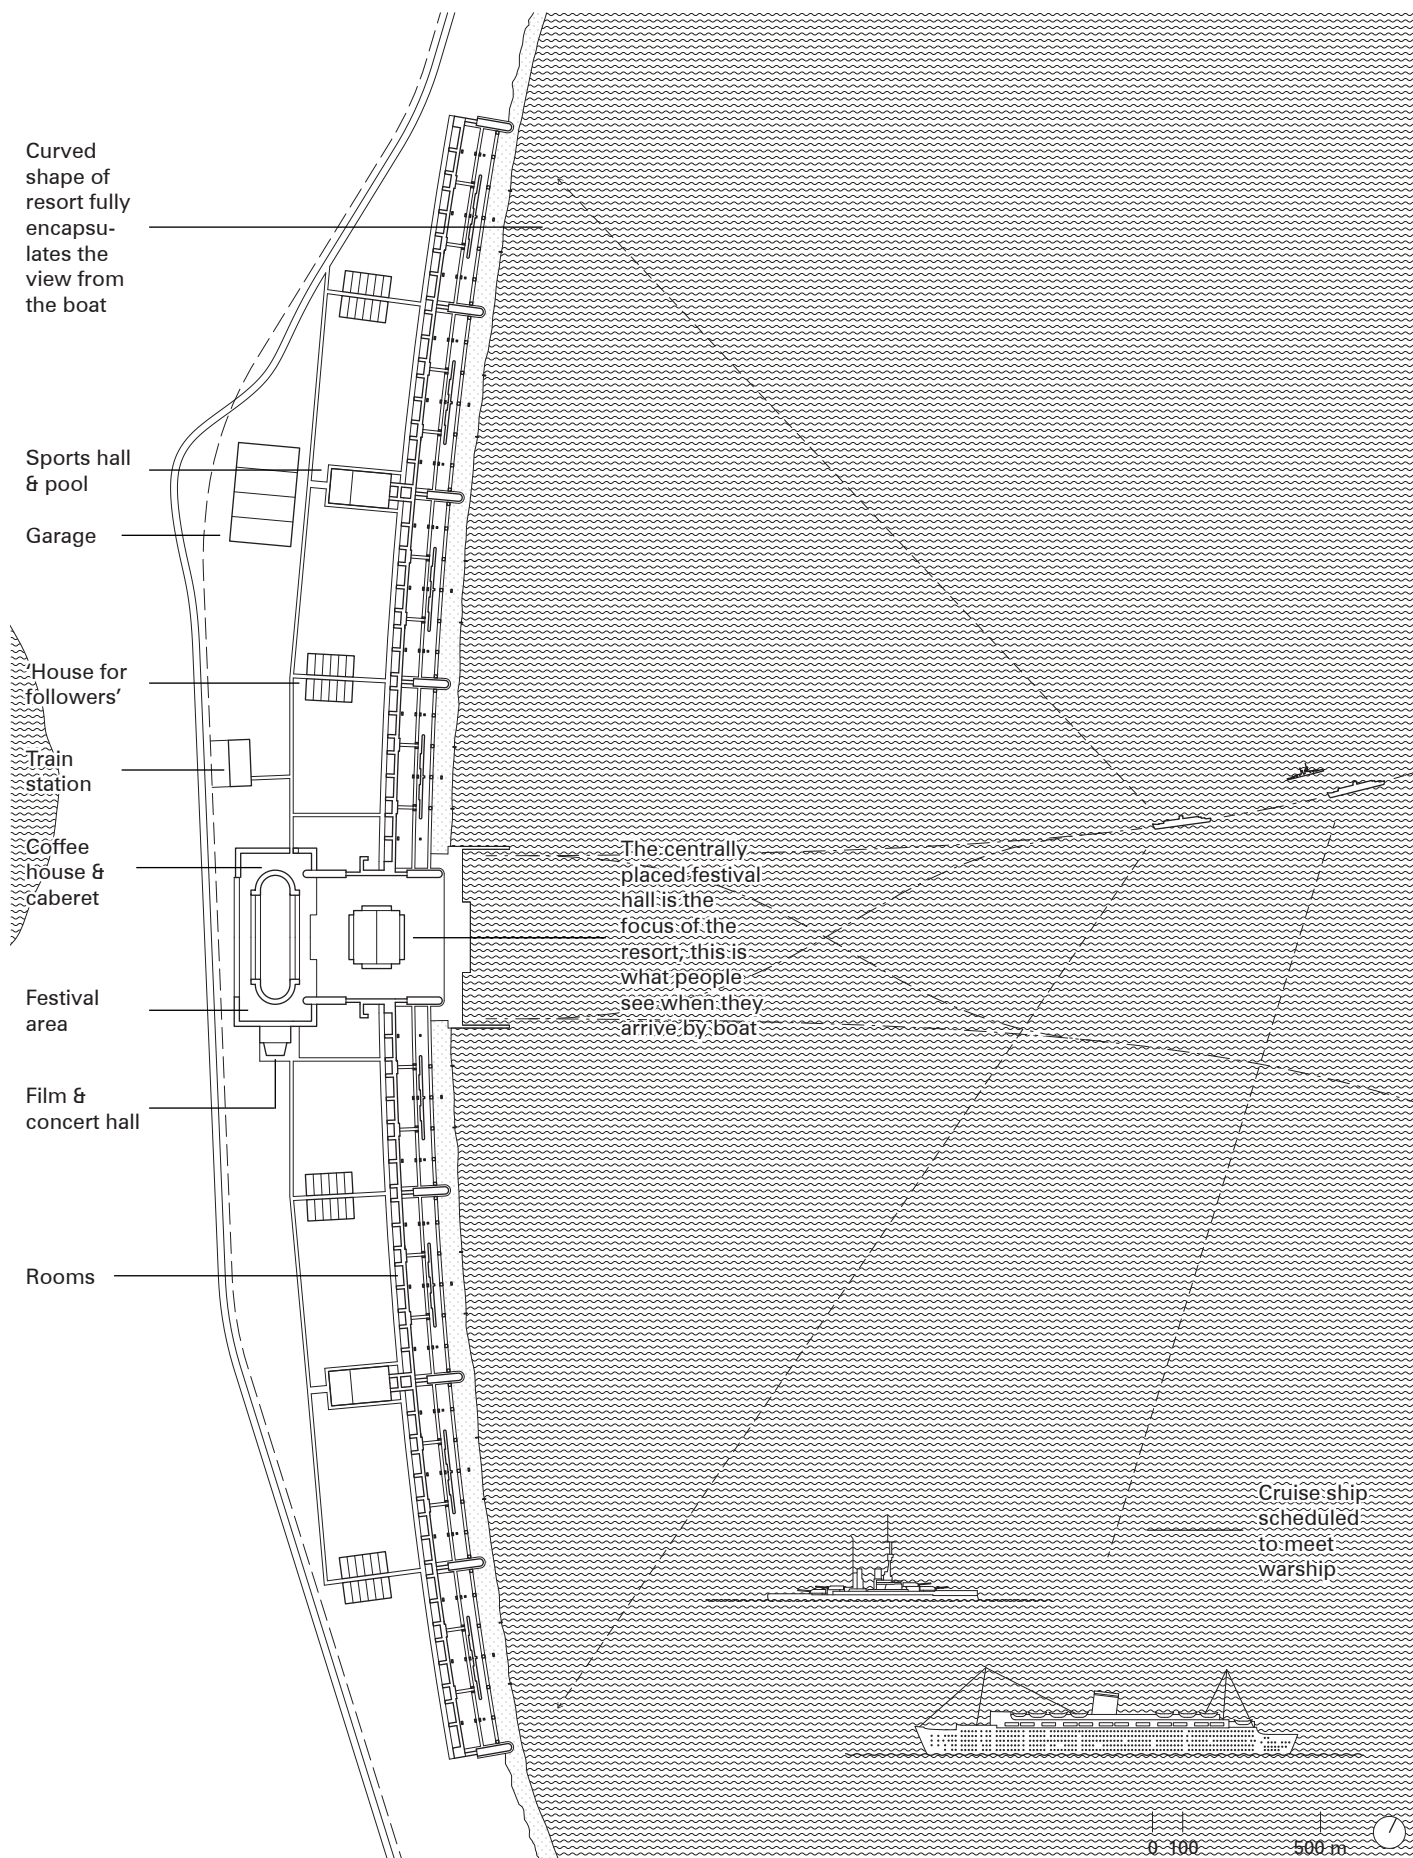 Curved
shape of
resort fully
encapsu-
lates the
view from
the boat
Sports hall
& pool
Garage
'House for
followers’
Train
station
Coffee
house &
caberet
The centrally
placed festival
hall is the
focus of the
resort, this is
what people
see when they
arrive by boat
Festival
area
Film &
concert hall
Rooms
Cruise ship
scheduled
to meet
warship
0 100 500 m